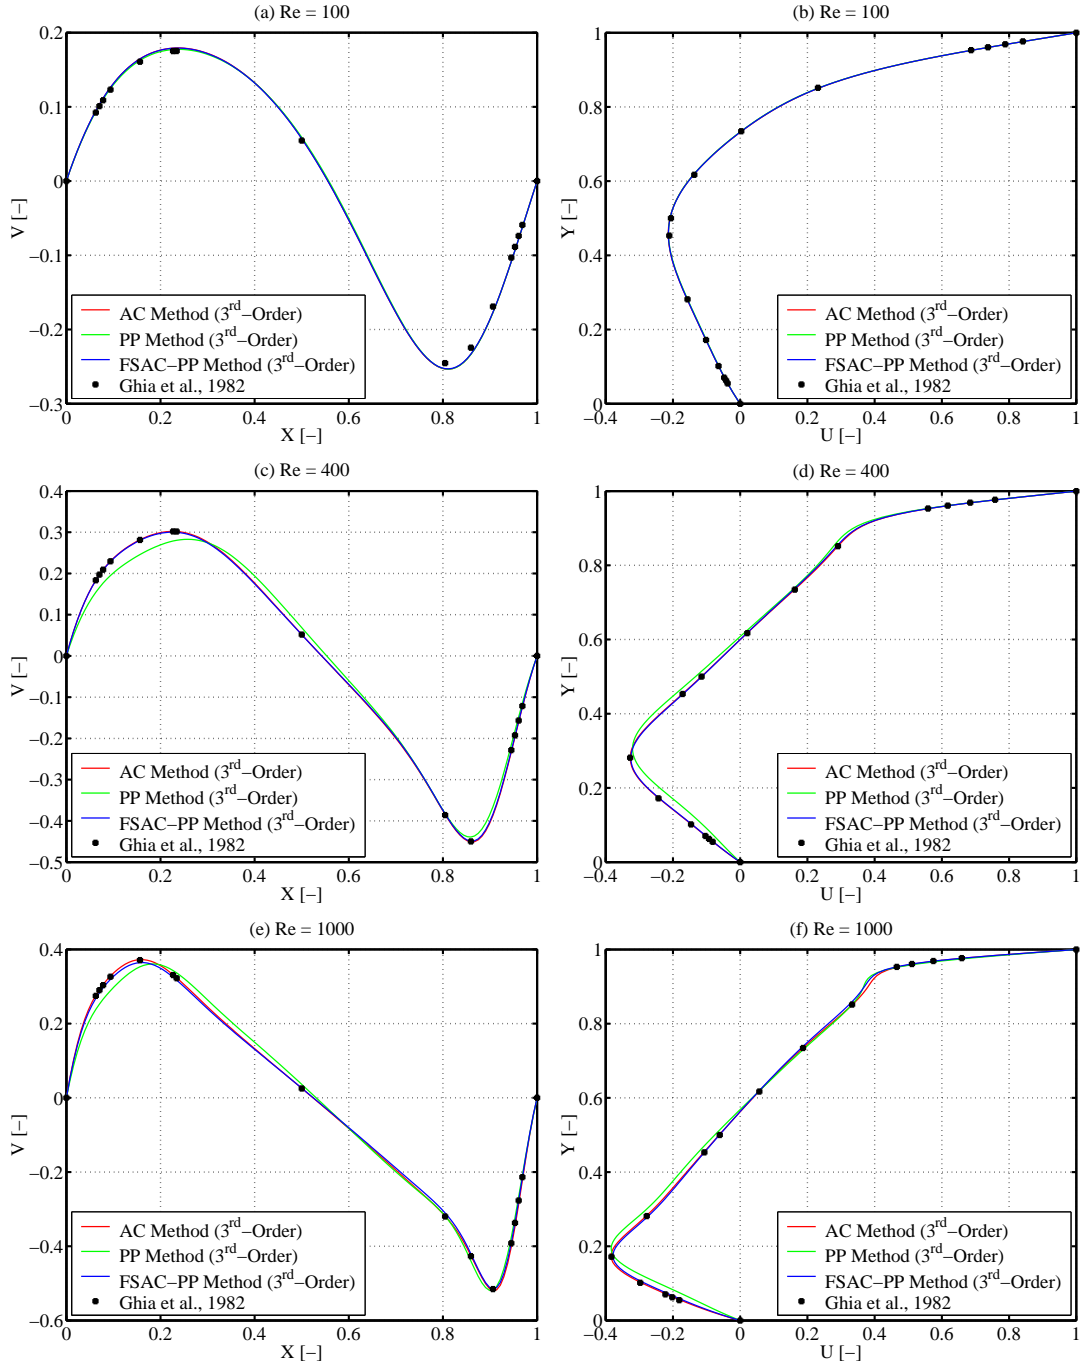 (a) Re = 100
0.2
0.1
0
−0.1
−0.2
−0.3
V [−]
0 0.2 0.4 0.6 0.8 1
X [−]
AC Method (3rd−Order)
PP Method (3rd−Order)
FSAC−PP Method (3rd−Order)
Ghia et al., 1982
(b) Re = 100
1
0.8
0.6
0.4
0.2
0
Y [−]
−0.4 −0.2 0 0.2 0.4 0.6 0.8 1
U [−]
AC Method (3rd−Order)
PP Method (3rd−Order)
FSAC−PP Method (3rd−Order)
Ghia et al., 1982
(c) Re = 400
0.4
0.3
0.2
0.1
0
−0.1
−0.2
−0.3
−0.4
−0.5
V [−]
0 0.2 0.4 0.6 0.8 1
X [−]
AC Method (3rd−Order)
PP Method (3rd−Order)
FSAC−PP Method (3rd−Order)
Ghia et al., 1982
(d) Re = 400
1
0.8
0.6
0.4
0.2
0
Y [−]
−0.4 −0.2 0 0.2 0.4 0.6 0.8 1
U [−]
AC Method (3rd−Order)
PP Method (3rd−Order)
FSAC−PP Method (3rd−Order)
Ghia et al., 1982
(e) Re = 1000
0.4
0.2
0
−0.2
−0.4
−0.6
V [−]
0 0.2 0.4 0.6 0.8 1
X [−]
AC Method (3rd−Order)
PP Method (3rd−Order)
FSAC−PP Method (3rd−Order)
Ghia et al., 1982
(f) Re = 1000
1
0.8
0.6
0.4
0.2
0
Y [−]
−0.4 −0.2 0 0.2 0.4 0.6 0.8 1
U [−]
AC Method (3rd−Order)
PP Method (3rd−Order)
FSAC−PP Method (3rd−Order)
Ghia et al., 1982